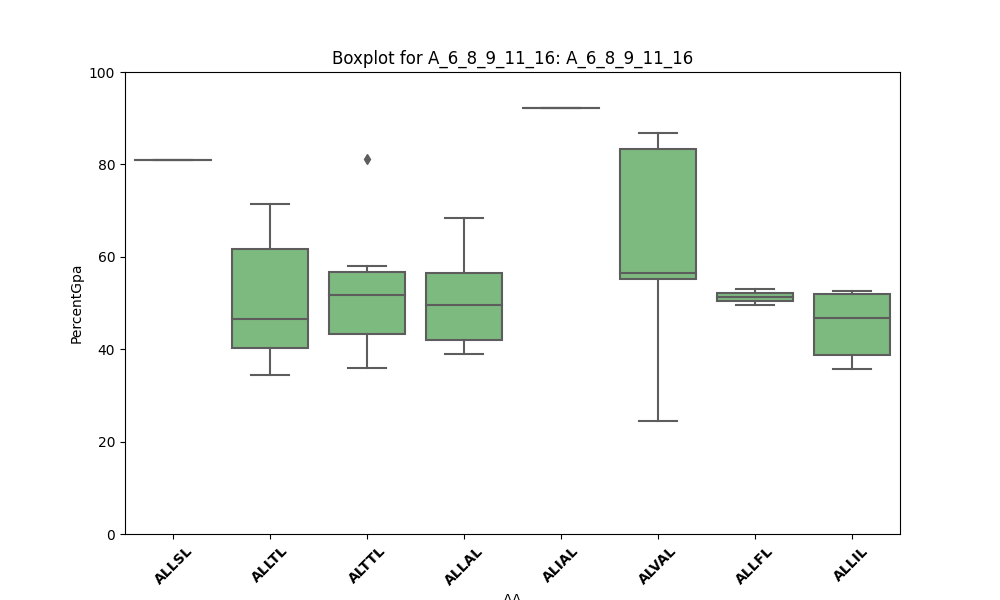 Boxplot for A_6_8_9_11_16: A_6_8_9_11_16
100
80
60
40
20
0
PercentGpa
ALLSL
ALLTL
ALTTL
ALLAL
ALIAL
ALVAL
ALLFL
ALLIL
AA